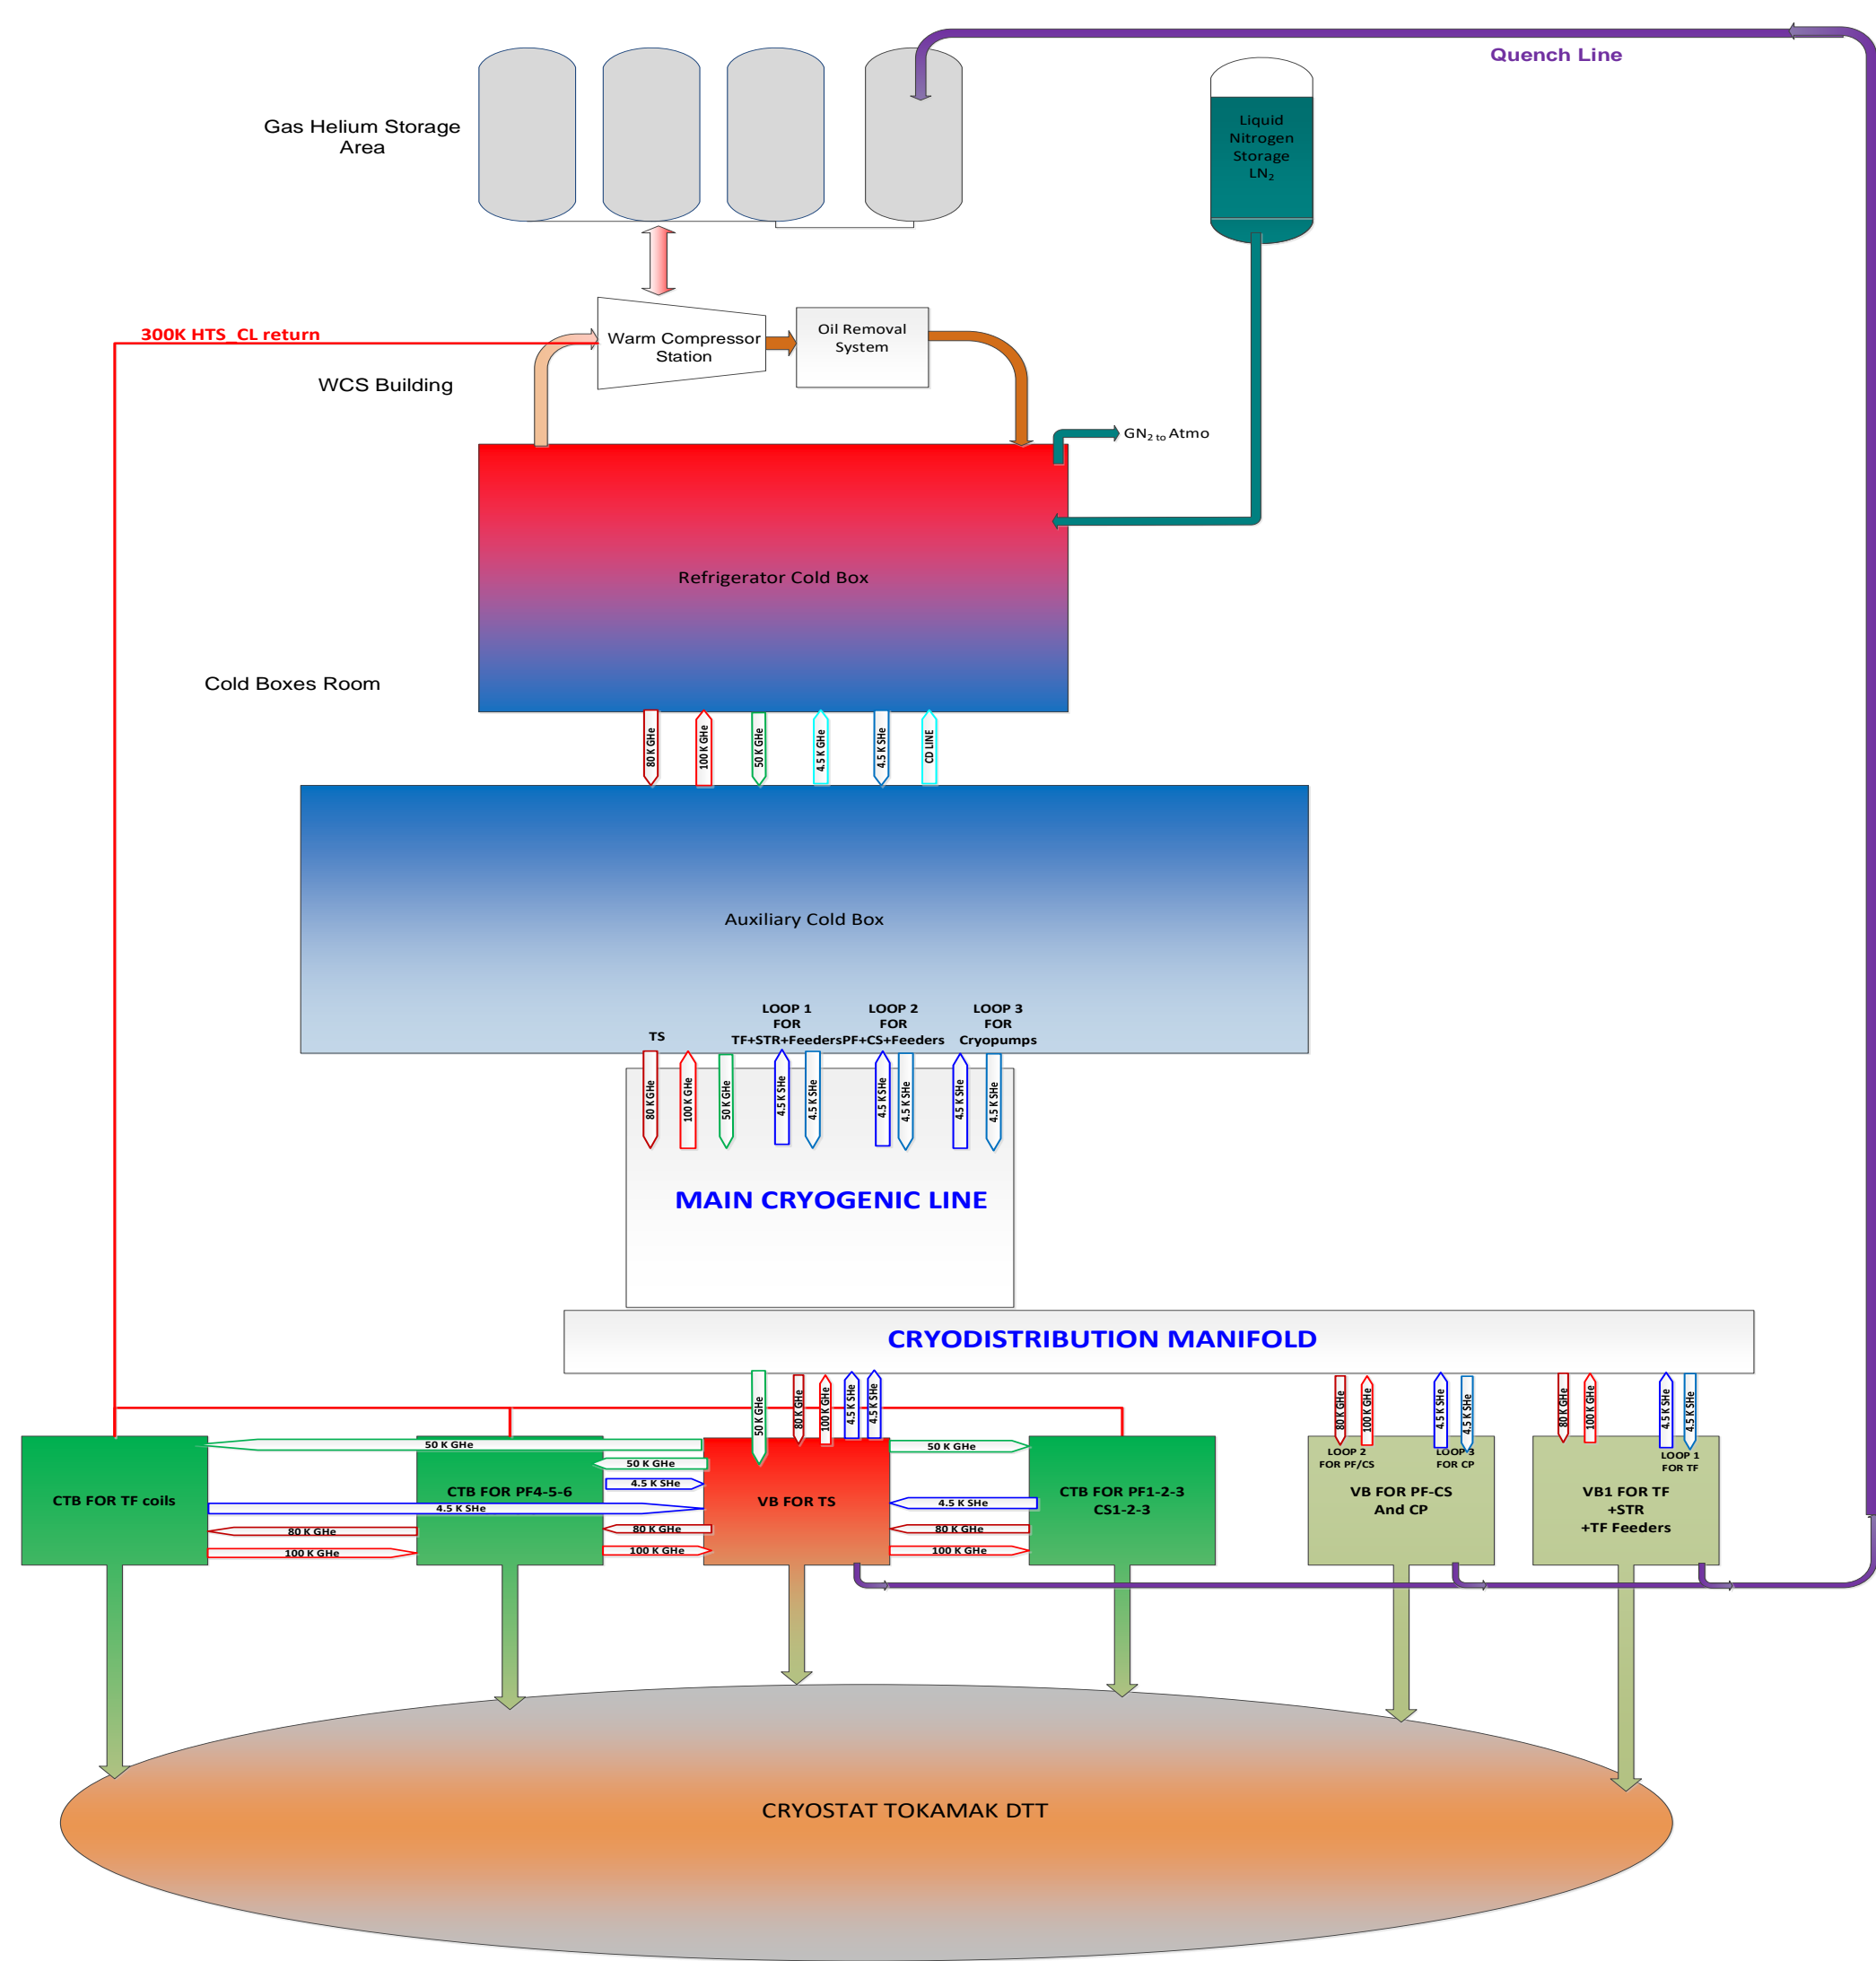 Quench Line
Gas Helium Storage
Area
Liquid
Nitrogen
Storage
LN₂
300K HTS_CL return
Warm Compressor
Station
Oil Removal
System
WCS Building
GN₂ to Atmo
Refrigerator Cold Box
Cold Boxes Room
80 K GHe
100 K GHe
50 K GHe
4.5 K GHe
4.5 K SHe
CD LINE
Auxiliary Cold Box
TS
LOOP 1
FOR
TF+STR+Feeders
LOOP 2
FOR
PF+CS+Feeders
LOOP 3
FOR
Cryopumps
80 K GHe
100 K GHe
50 K GHe
4.5 K SHe
4.5 K SHe
4.5 K SHe
4.5 K SHe
4.5 K SHe
4.5 K SHe
MAIN CRYOGENIC LINE
CRYODISTRIBUTION MANIFOLD
50 K GHe
80 K GHe
100 K GHe
4.5 K SHe
4.5 K SHe
80 K GHe
100 K GHe
4.5 K SHe
4.5 K SHe
80 K GHe
100 K GHe
4.5 K SHe
4.5 K SHe
50 K GHe
50 K GHe
50 K GHe
4.5 K SHe
4.5 K SHe
4.5 K SHe
80 K GHe
80 K GHe
80 K GHe
100 K GHe
100 K GHe
100 K GHe
CTB FOR TF coils
CTB FOR PF4-5-6
VB FOR TS
CTB FOR PF1-2-3
CS1-2-3
LOOP 2
FOR PF/CS
LOOP 3
FOR CP
VB FOR PF-CS
And CP
LOOP 1
FOR TF
VB1 FOR TF
+STR
+TF Feeders
CRYOSTAT TOKAMAK DTT